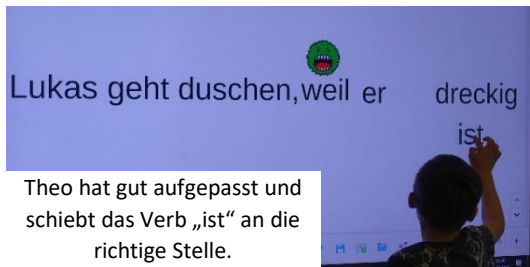 Lukas geht duschen, weil er dreckig
ist
Theo hat gut aufgepasst und
schiebt das Verb „ist“ an die
richtige Stelle.